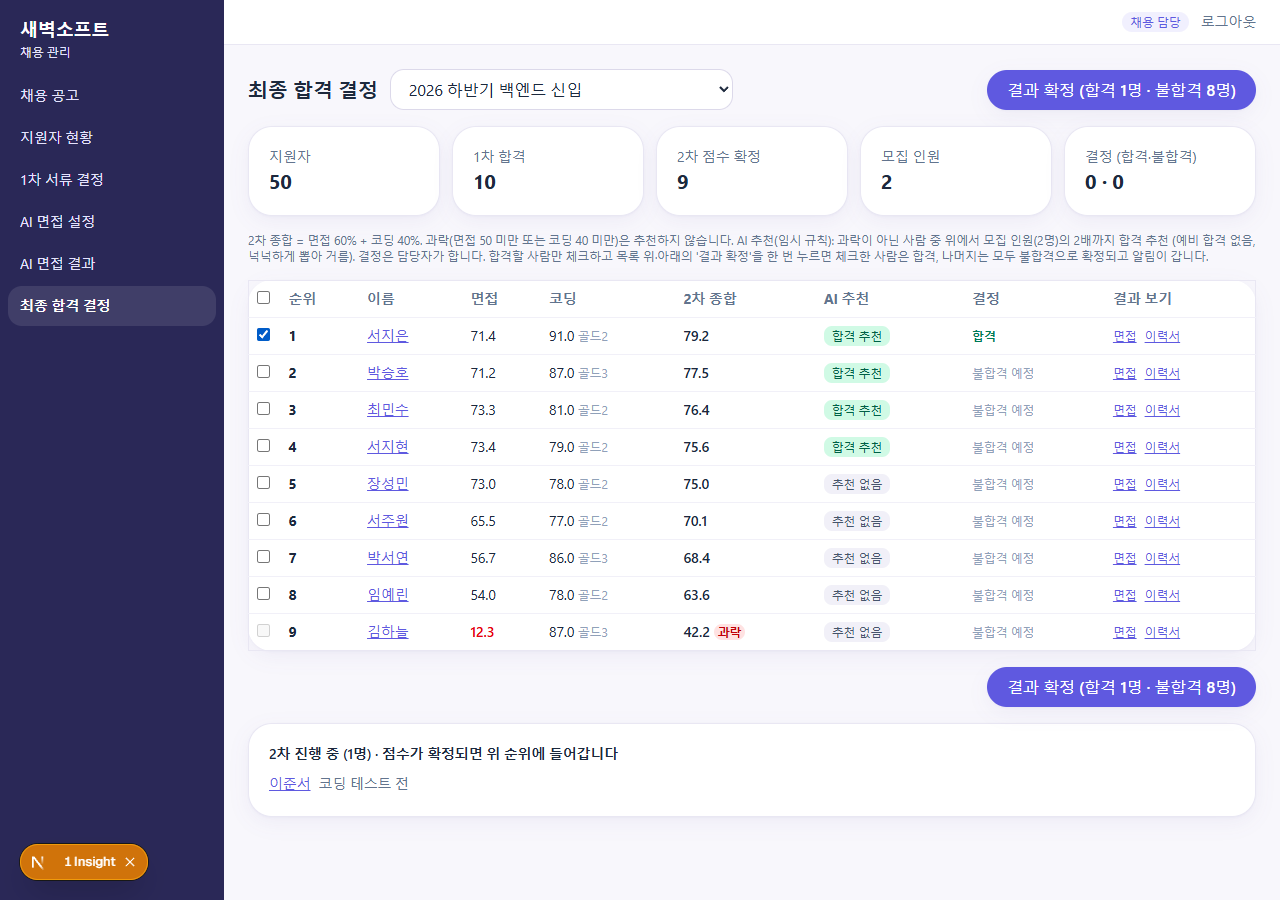 새벽소프트
채용 관리
채용 공고
지원자 현황
1차 서류 결정
AI 면접 설정
AI 면접 결과
최종 합격 결정
1 Insight
채용 담당 로그아웃
최종 합격 결정 2026 하반기 백엔드 신입 결과 확정 (합격 1명 · 불합격 8명)
지원자 1차 합격 2차 점수 확정 모집 인원 결정 (합격·불합격)
50 10 9 2 0 · 0
2차 종합 = 면접 60% + 코딩 40%. 과락(면접 50 미만 또는 코딩 40 미만)은 추천하지 않습니다. AI 추천(임시 규칙): 과락이 아닌 사람 중 위에서 모집 인원(2명)의 2배까지 합격 추천 (예비 합격 없음,
넉넉하게 뽑아 거름). 결정은 담당자가 합니다. 합격할 사람만 체크하고 목록 위·아래의 '결과 확정'을 한 번 누르면 체크한 사람은 합격, 나머지는 모두 불합격으로 확정되고 알림이 갑니다.
순위 이름 면접 코딩 2차 종합 AI 추천 결정 결과 보기
1 서지은 71.4 91.0 골드2 79.2 합격 추천 합격 면접 이력서
2 박승호 71.2 87.0 골드3 77.5 합격 추천 불합격 예정 면접 이력서
3 최민수 73.3 81.0 골드2 76.4 합격 추천 불합격 예정 면접 이력서
4 서지현 73.4 79.0 골드2 75.6 합격 추천 불합격 예정 면접 이력서
5 장성민 73.0 78.0 골드2 75.0 추천 없음 불합격 예정 면접 이력서
6 서주원 65.5 77.0 골드2 70.1 추천 없음 불합격 예정 면접 이력서
7 박서연 56.7 86.0 골드3 68.4 추천 없음 불합격 예정 면접 이력서
8 임예린 54.0 78.0 골드2 63.6 추천 없음 불합격 예정 면접 이력서
9 김하늘 12.3 87.0 골드3 42.2 과락 추천 없음 불합격 예정 면접 이력서
결과 확정 (합격 1명 · 불합격 8명)
2차 진행 중 (1명) · 점수가 확정되면 위 순위에 들어갑니다
이준서 코딩 테스트 전